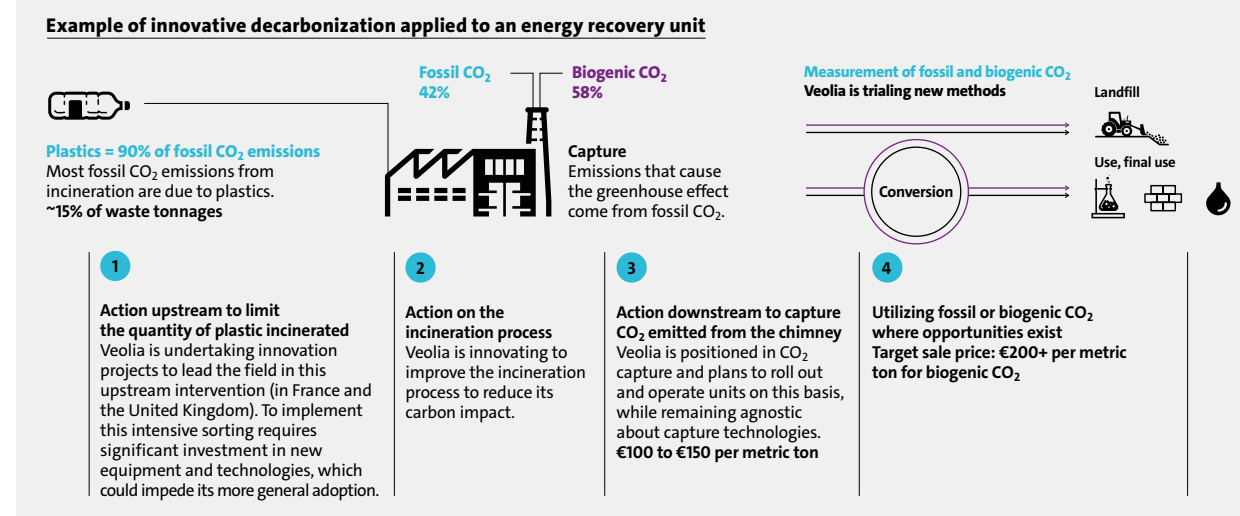 Example of innovative decarbonization applied to an energy recovery unit
Plastics = 90% of fossil CO₂ emissions
Most fossil CO₂ emissions from
incineration are due to plastics.
~15% of waste tonnages
Fossil CO₂
42%
Biogenic CO₂
58%
Capture
Emissions that cause
the greenhouse effect
come from fossil CO₂.
Measurement of fossil and biogenic CO₂
Veolia is trialing new methods
Conversion
Landfill
Use, final use
1
Action upstream to limit
the quantity of plastic incinerated
Veolia is undertaking innovation
projects to lead the field in this
upstream intervention (in France and
the United Kingdom). To implement
this intensive sorting requires
significant investment in new
equipment and technologies, which
could impede its more general adoption.
2
Action on the
incineration process
Veolia is innovating to
improve the incineration
process to reduce its
carbon impact.
3
Action downstream to capture
CO₂ emitted from the chimney
Veolia is positioned in CO₂
capture and plans to roll out
and operate units on this basis,
while remaining agnostic
about capture technologies.
€100 to €150 per metric ton
4
Utilizing fossil or biogenic CO₂
where opportunities exist
Target sale price: €200+ per metric
ton for biogenic CO₂